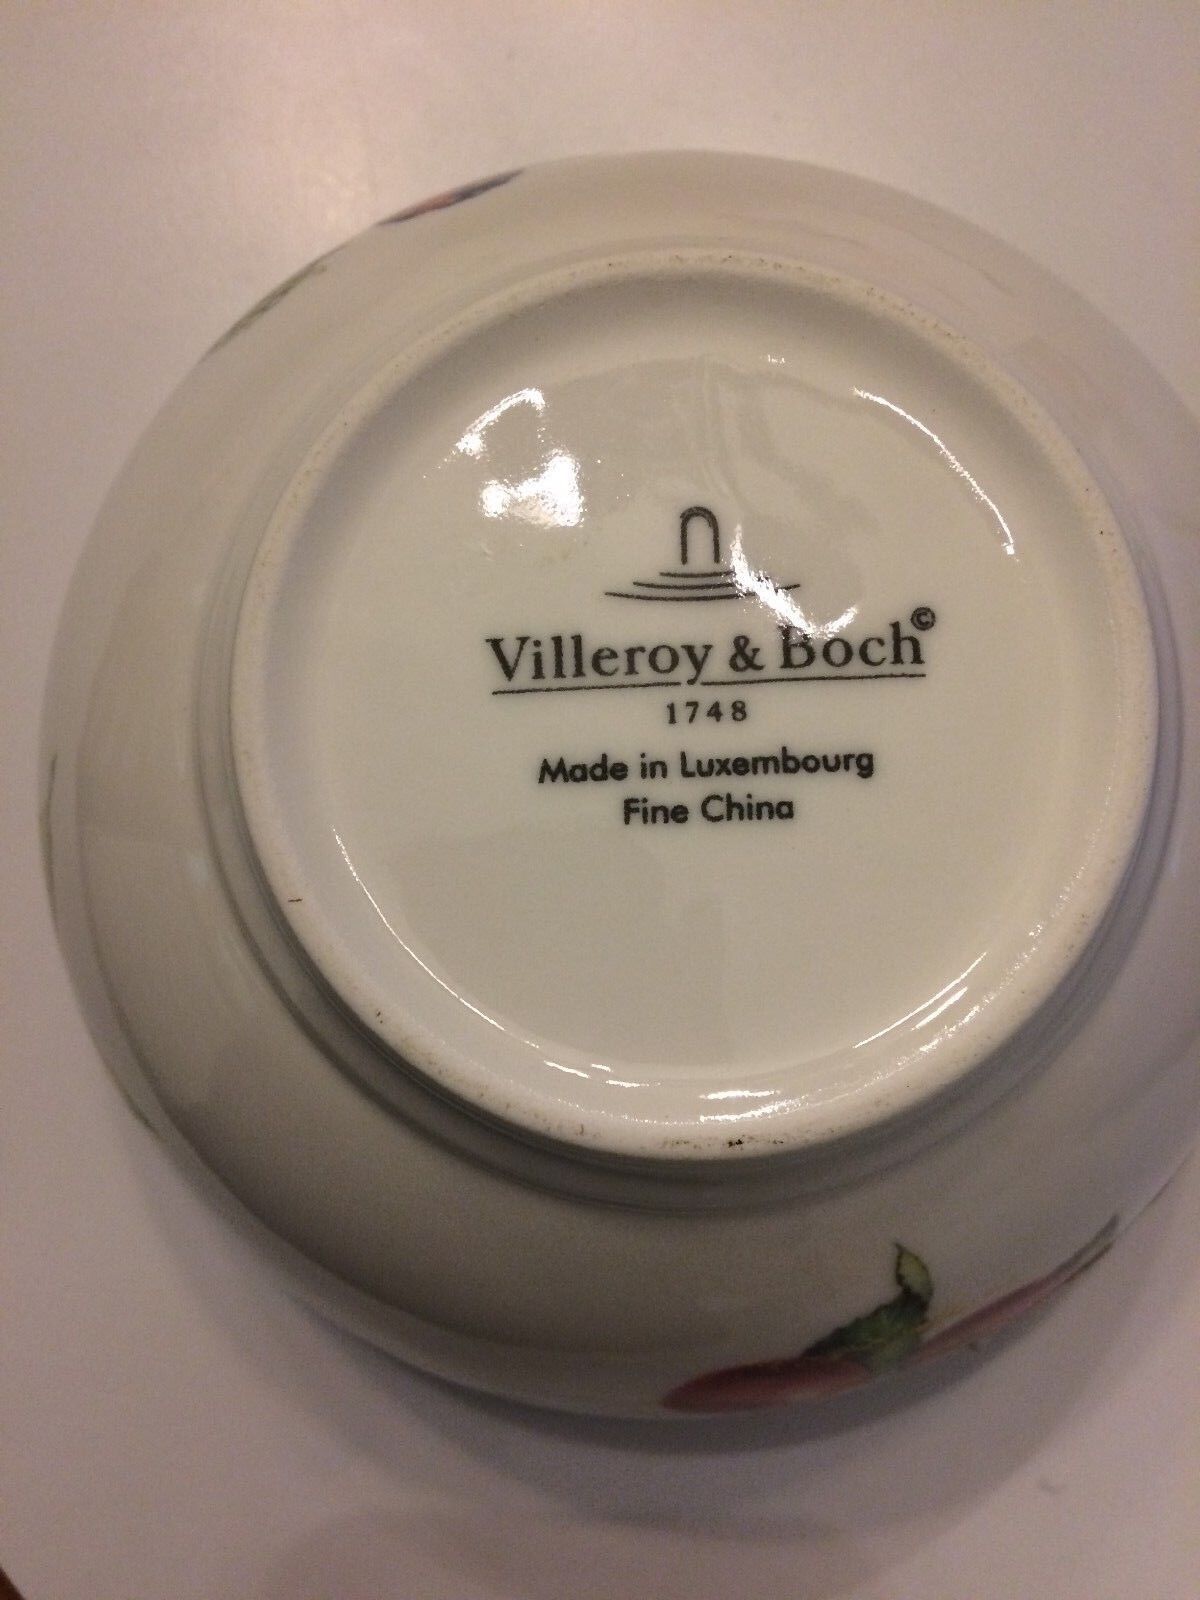 Villeroy & Boch©
1748
Made in Luxembourg
Fine China